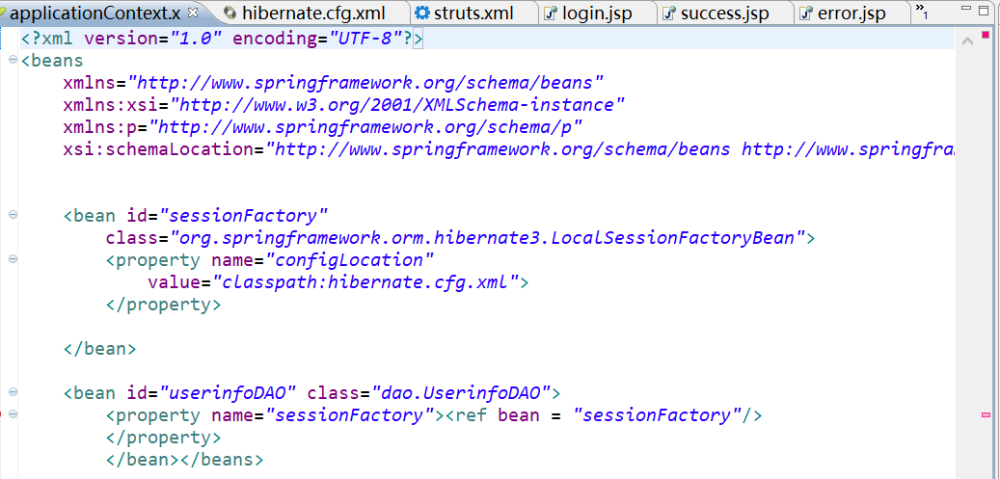 applicationContext.x hibernate.cfg.xml struts.xml login.jsp success.jsp error.jsp »1
<?xml version="1.0" encoding="UTF-8"?>
<beans
xmlns="http://www.springframework.org/schema/beans"
xmlns:xsi="http://www.w3.org/2001/XMLSchema-instance"
xmlns:p="http://www.springframework.org/schema/p"
xsi:schemaLocation="http://www.springframework.org/schema/beans http://www.springfra
<bean id="sessionFactory"
class="org.springframework.orm.hibernate3.LocalSessionFactoryBean">
<property name="configLocation"
value="classpath:hibernate.cfg.xml">
</property>
</bean>
<bean id="userinfoDAO" class="dao.UserinfoDAO">
<property name="sessionFactory"><ref bean = "sessionFactory"/>
</property>
</bean></beans>